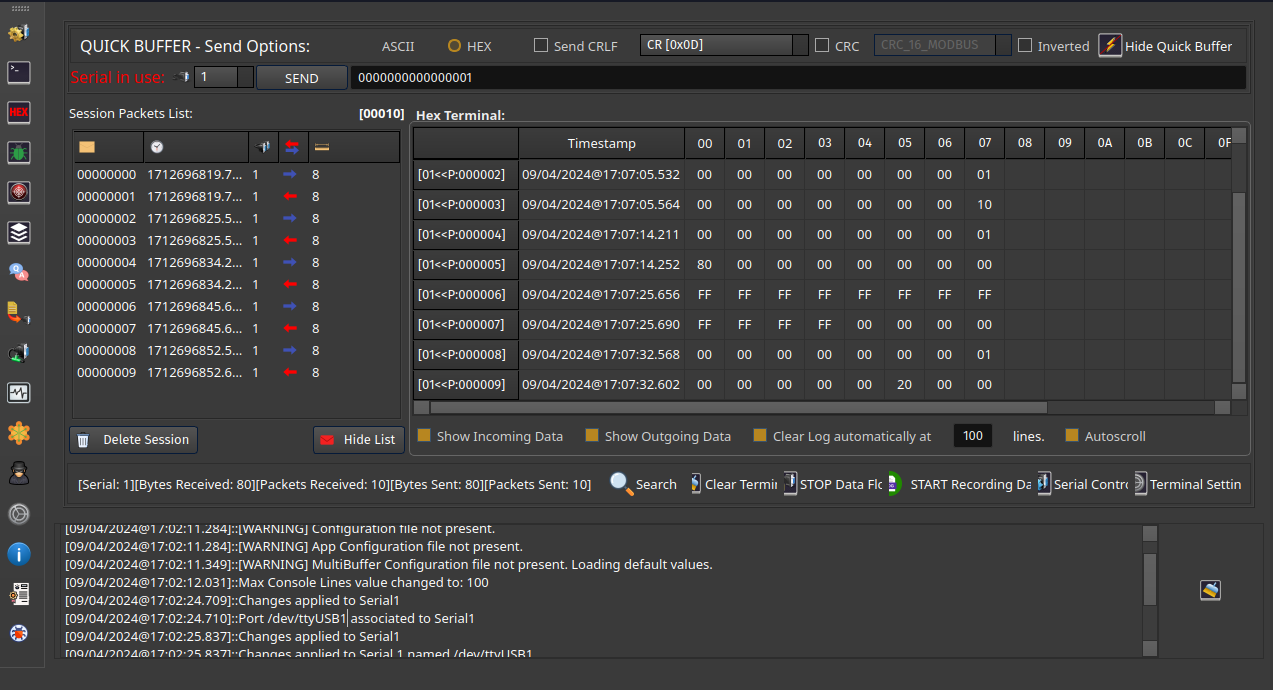 QUICK BUFFER - Send Options: ASCII HEX Send CRLF CR [0x0D] CRC CRC_16_MODBUS Inverted Hide Quick Buffer
Serial in use: 1 SEND 0000000000000001
Session Packets List: [00010]
00000000 1712696819.7... 1 8
00000001 1712696819.7... 1 8
00000002 1712696825.5... 1 8
00000003 1712696825.5... 1 8
00000004 1712696834.2... 1 8
00000005 1712696834.2... 1 8
00000006 1712696845.6... 1 8
00000007 1712696845.6... 1 8
00000008 1712696852.5... 1 8
00000009 1712696852.6... 1 8
Delete Session Hide List
Hex Terminal:
Timestamp 00 01 02 03 04 05 06 07 08 09 0A 0B 0C 0F
[01<<P:000002] 09/04/2024@17:07:05.532 00 00 00 00 00 00 00 01
[01<<P:000003] 09/04/2024@17:07:05.564 00 00 00 00 00 00 00 10
[01<<P:000004] 09/04/2024@17:07:14.211 00 00 00 00 00 00 00 01
[01<<P:000005] 09/04/2024@17:07:14.252 80 00 00 00 00 00 00 00
[01<<P:000006] 09/04/2024@17:07:25.656 FF FF FF FF FF FF FF FF
[01<<P:000007] 09/04/2024@17:07:25.690 FF FF FF FF 00 00 00 00
[01<<P:000008] 09/04/2024@17:07:32.568 00 00 00 00 00 00 00 01
[01<<P:000009] 09/04/2024@17:07:32.602 00 00 00 00 00 20 00 00
Show Incoming Data Show Outgoing Data Clear Log automatically at 100 lines. Autoscroll
[Serial: 1][Bytes Received: 80][Packets Received: 10][Bytes Sent: 80][Packets Sent: 10] Search Clear Termir STOP Data Flo START Recording Da Serial Contro Terminal Settin
[09/04/2024@17:02:11.284]::[WARNING] Configuration file not present.
[09/04/2024@17:02:11.284]::[WARNING] App Configuration file not present.
[09/04/2024@17:02:11.349]::[WARNING] MultiBuffer Configuration file not present. Loading default values.
[09/04/2024@17:02:12.031]::Max Console Lines value changed to: 100
[09/04/2024@17:02:24.709]::Changes applied to Serial1
[09/04/2024@17:02:24.710]::Port /dev/ttyUSB1 associated to Serial1
[09/04/2024@17:02:25.837]::Changes applied to Serial1
[09/04/2024@17:02:25.837]::Changes applied to Serial 1 named /dev/ttyUSB1
HEX